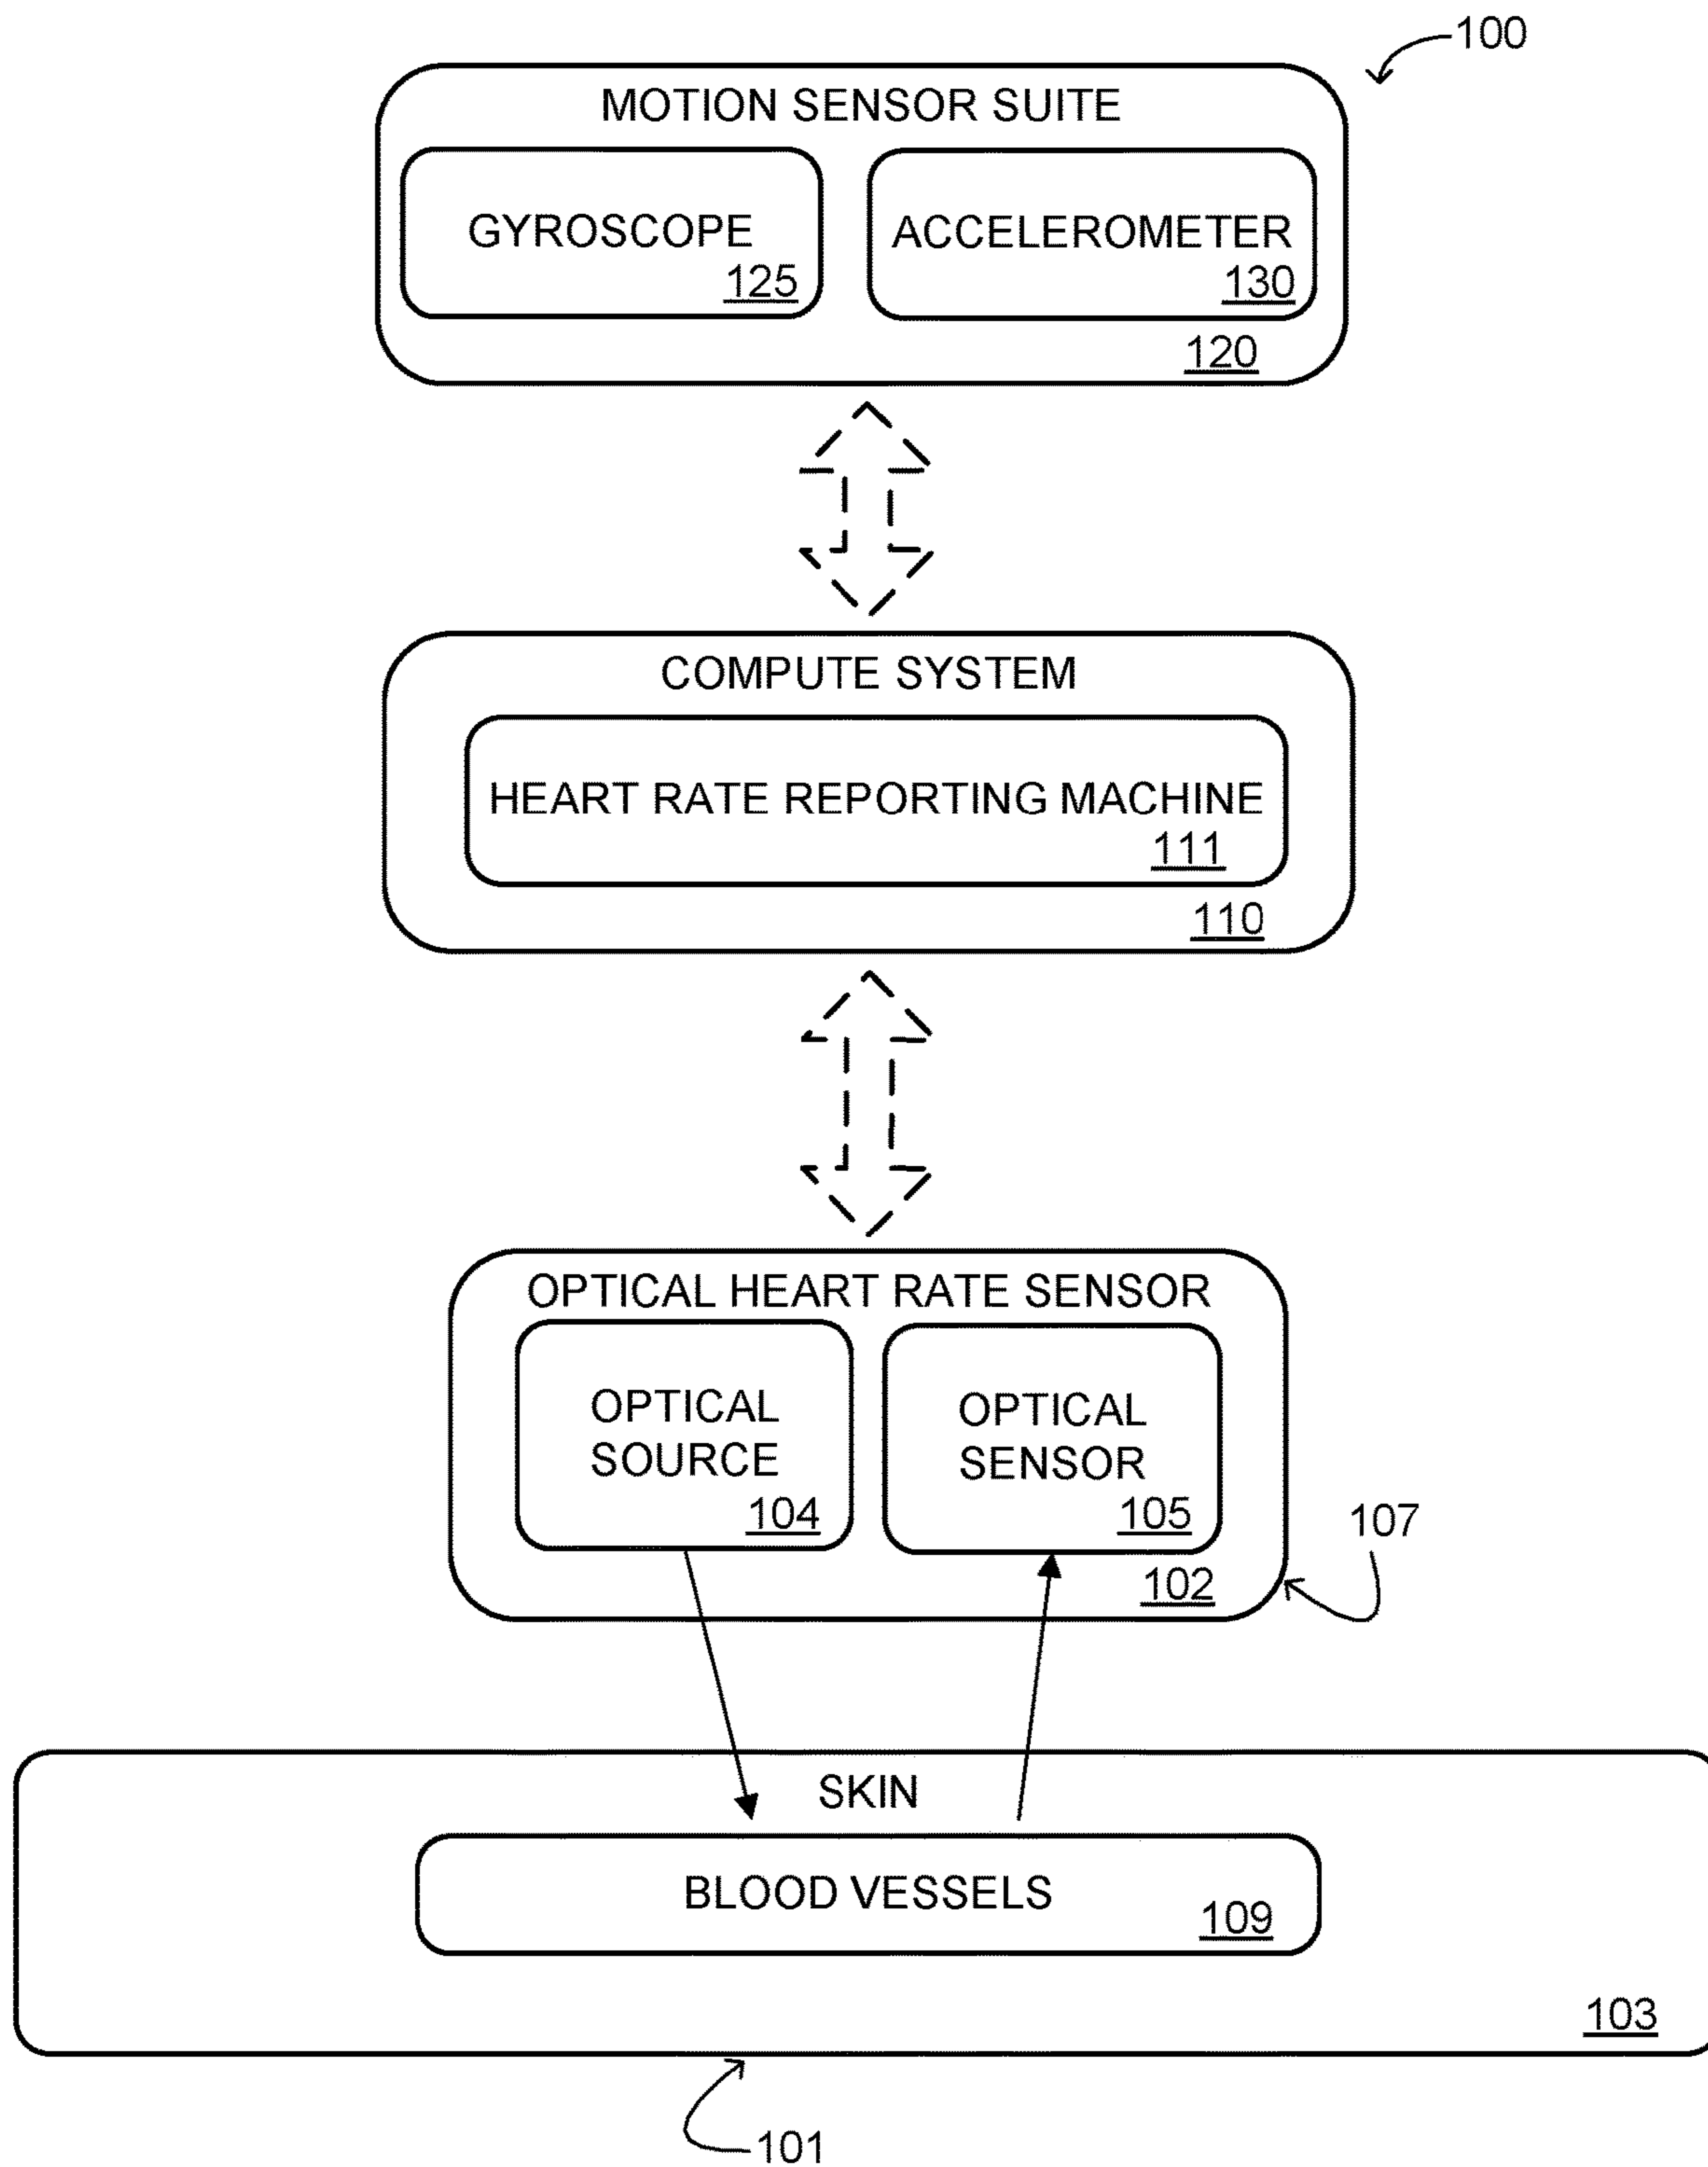 100
MOTION SENSOR SUITE
GYROSCOPE
125
ACCELEROMETER
130
120
COMPUTE SYSTEM
HEART RATE REPORTING MACHINE
111
110
OPTICAL HEART RATE SENSOR
OPTICAL
SOURCE
104
OPTICAL
SENSOR
105
102
107
SKIN
BLOOD VESSELS
109
103
101